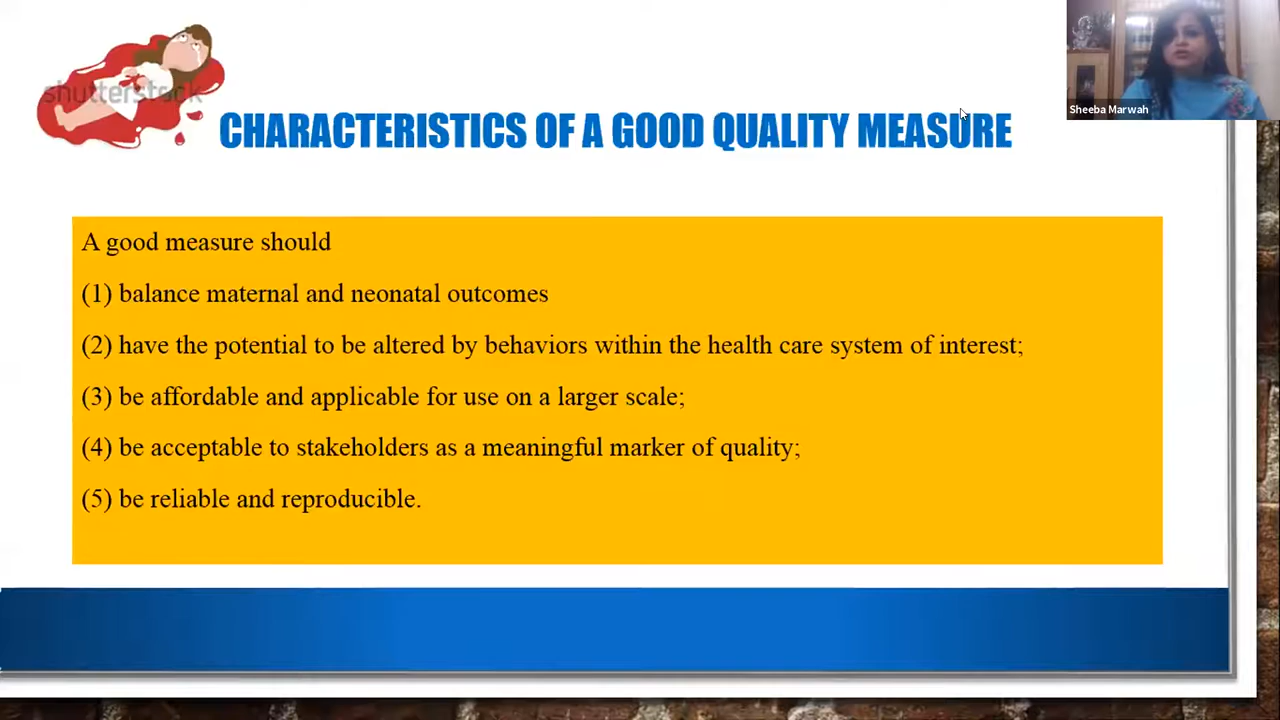 shutterstock
Sheeba Marwah
CHARACTERISTICS OF A GOOD QUALITY MEASURE
A good measure should
(1) balance maternal and neonatal outcomes
(2) have the potential to be altered by behaviors within the health care system of interest;
(3) be affordable and applicable for use on a larger scale;
(4) be acceptable to stakeholders as a meaningful marker of quality;
(5) be reliable and reproducible.